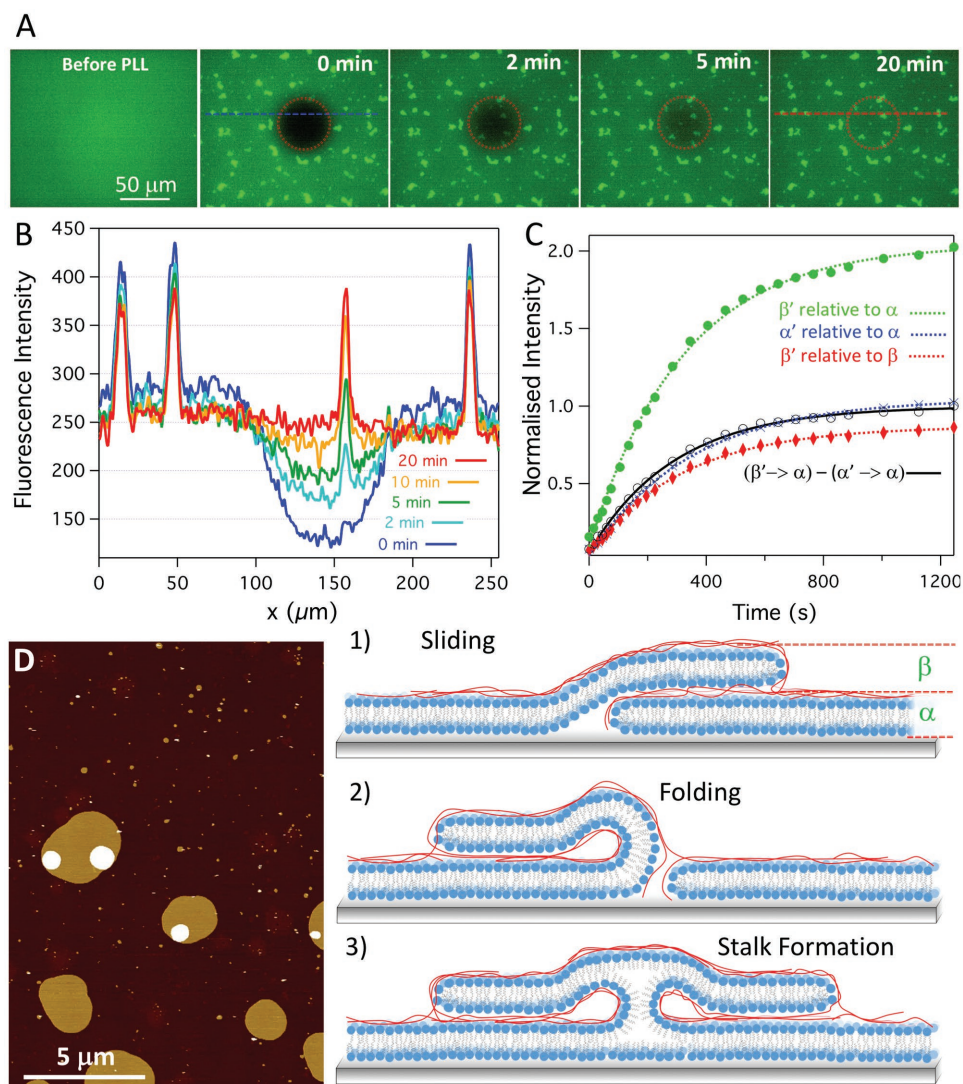 A
Before PLL
0 min
2 min
5 min
20 min
50 μm
B
450
400
350
300
250
200
150
Fluorescence Intensity
0
50
100
150
200
250
x (μm)
20 min
10 min
5 min
2 min
0 min
C
2.0
1.5
1.0
0.5
Normalised Intensity
0
400
800
1200
Time (s)
β′ relative to α
α′ relative to α
β′ relative to β
(β′–> α) – (α′ –> α)
D
5 μm
1) Sliding
β
α
2) Folding
3) Stalk Formation